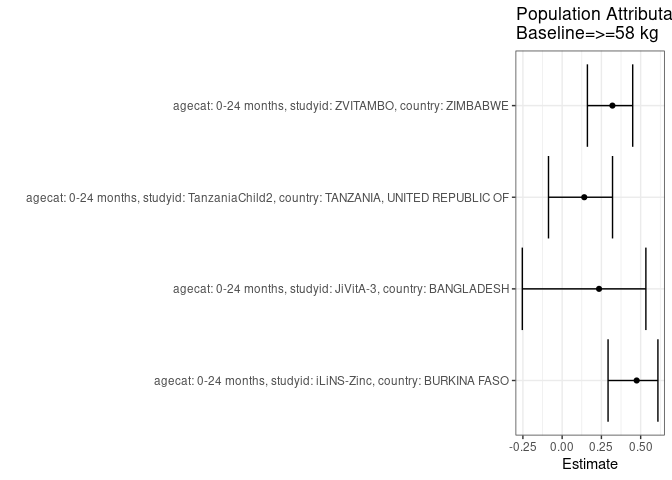 Population Attributa
Baseline=>=58 kg
agecat: 0-24 months, studyid: ZVITAMBO, country: ZIMBABWE
agecat: 0-24 months, studyid: TanzaniaChild2, country: TANZANIA, UNITED REPUBLIC OF
agecat: 0-24 months, studyid: JiVitA-3, country: BANGLADESH
agecat: 0-24 months, studyid: iLiNS-Zinc, country: BURKINA FASO
-0.25 0.00 0.25 0.50
Estimate